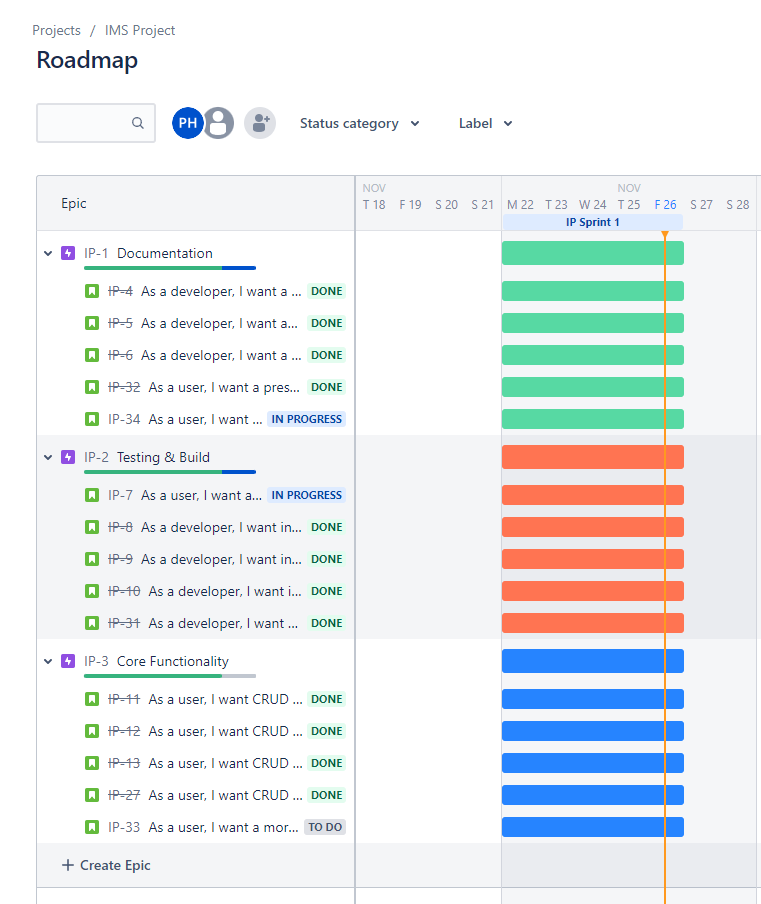 Projects / IMS Project
Roadmap
PH Status category Label
Epic
NOV NOV
T 18 F 19 S 20 S 21 M 22 T 23 W 24 T 25 F 26 S 27 S 28
IP Sprint 1
IP-1 Documentation
IP-4 As a developer, I want a ... DONE
IP-5 As a developer, I want a... DONE
IP-6 As a developer, I want a ... DONE
IP-32 As a user, I want a pres... DONE
IP-34 As a user, I want ... IN PROGRESS
IP-2 Testing & Build
IP-7 As a user, I want a... IN PROGRESS
IP-8 As a developer, I want in... DONE
IP-9 As a developer, I want in... DONE
IP-10 As a developer, I want i... DONE
IP-31 As a developer, I want ... DONE
IP-3 Core Functionality
IP-11 As a user, I want CRUD ... DONE
IP-12 As a user, I want CRUD ... DONE
IP-13 As a user, I want CRUD ... DONE
IP-27 As a user, I want CRUD ... DONE
IP-33 As a user, I want a mor... TO DO
+ Create Epic